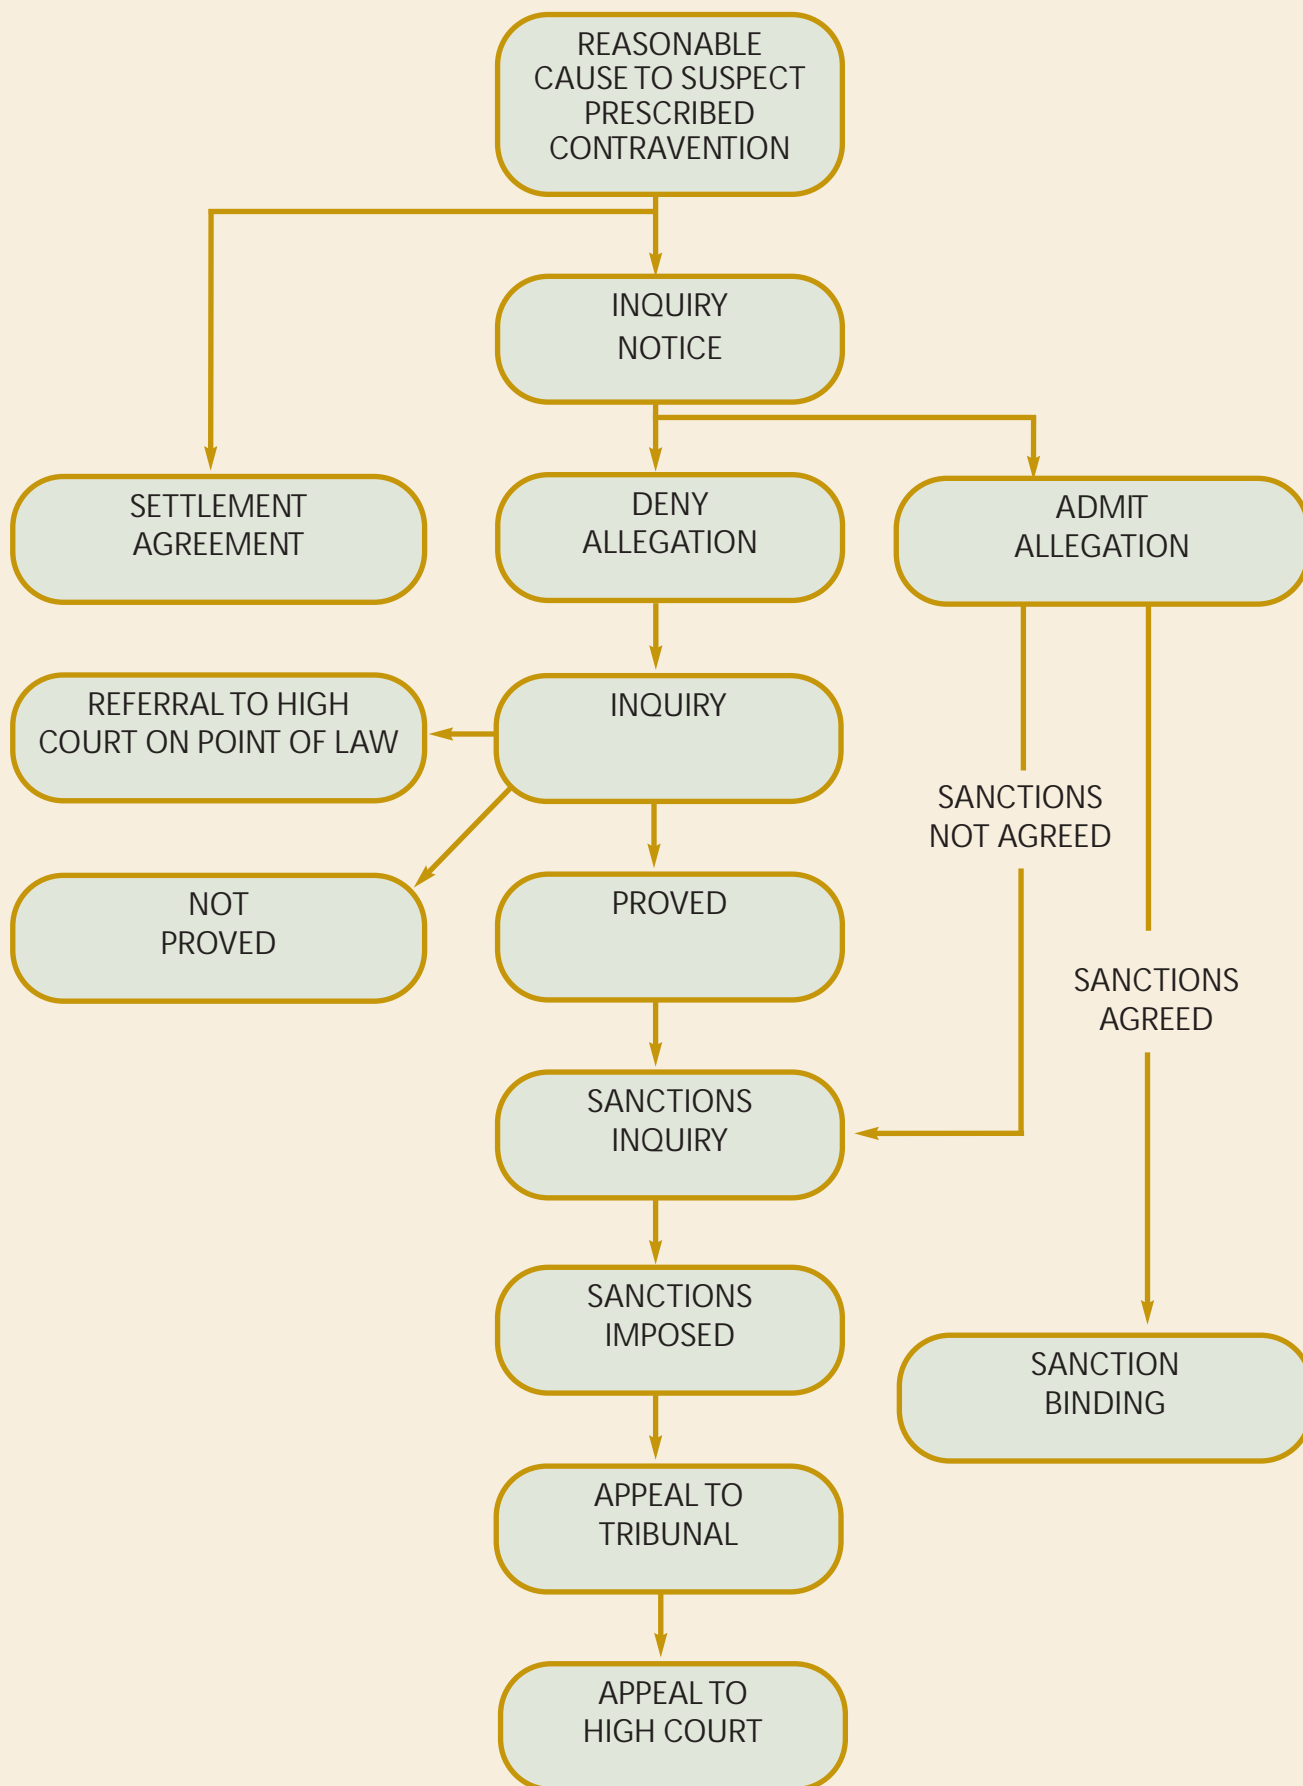 REASONABLE
CAUSE TO SUSPECT
PRESCRIBED
CONTRAVENTION
INQUIRY
NOTICE
SETTLEMENT
AGREEMENT
DENY
ALLEGATION
ADMIT
ALLEGATION
REFERRAL TO HIGH
COURT ON POINT OF LAW
INQUIRY
SANCTIONS
NOT AGREED
NOT
PROVED
PROVED
SANCTIONS
AGREED
SANCTIONS
INQUIRY
SANCTIONS
IMPOSED
SANCTION
BINDING
APPEAL TO
TRIBUNAL
APPEAL TO
HIGH COURT